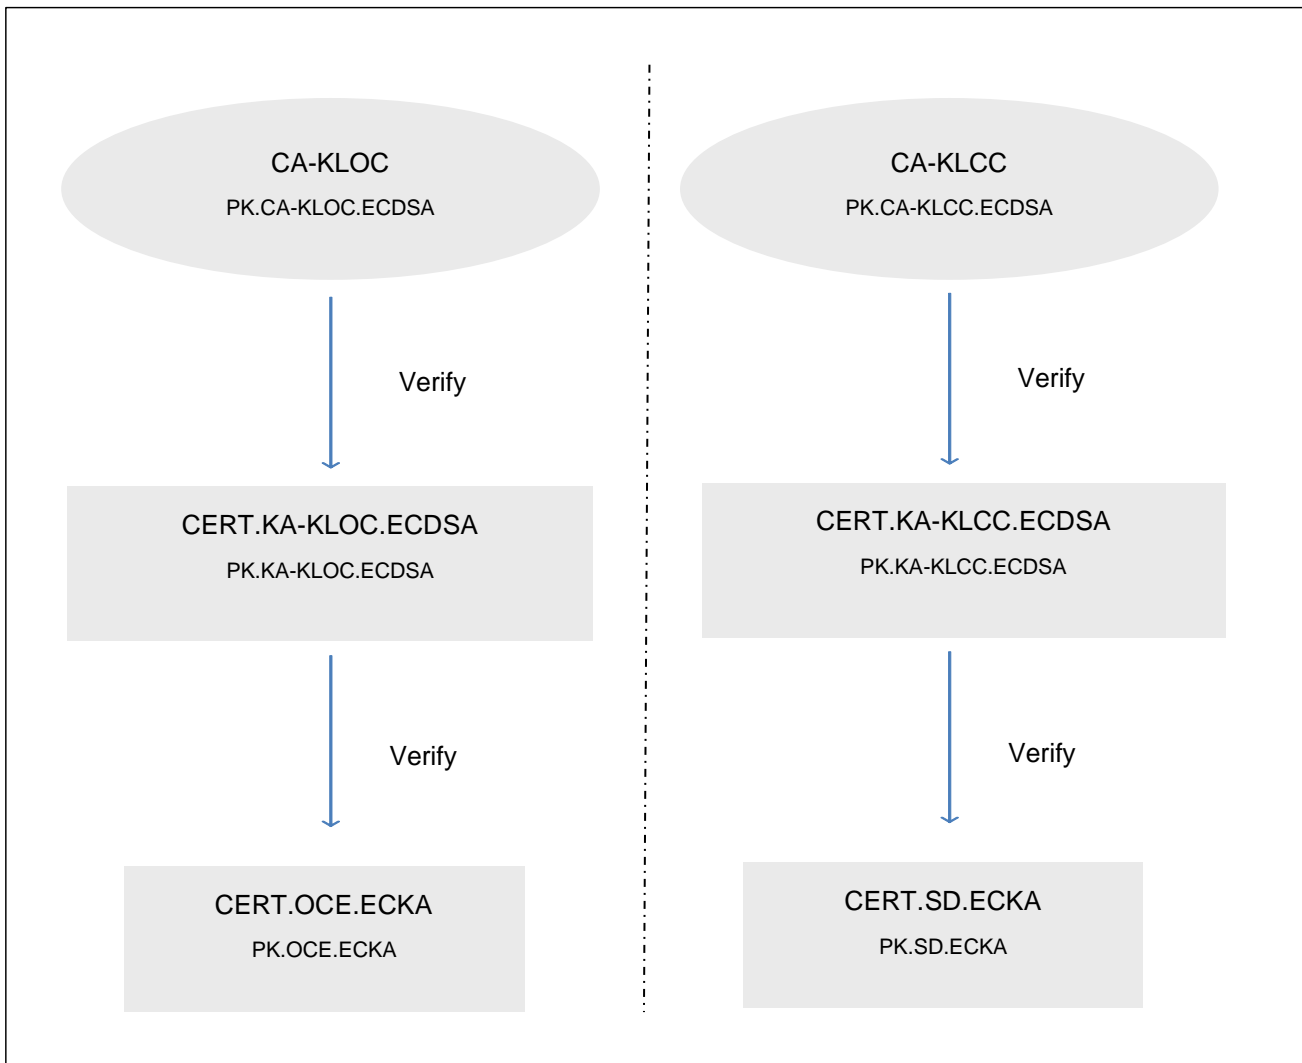 CA-KLOC
PK.CA-KLOC.ECDSA
Verify
CERT.KA-KLOC.ECDSA
PK.KA-KLOC.ECDSA
Verify
CERT.OCE.ECKA
PK.OCE.ECKA
CA-KLCC
PK.CA-KLCC.ECDSA
Verify
CERT.KA-KLCC.ECDSA
PK.KA-KLCC.ECDSA
Verify
CERT.SD.ECKA
PK.SD.ECKA